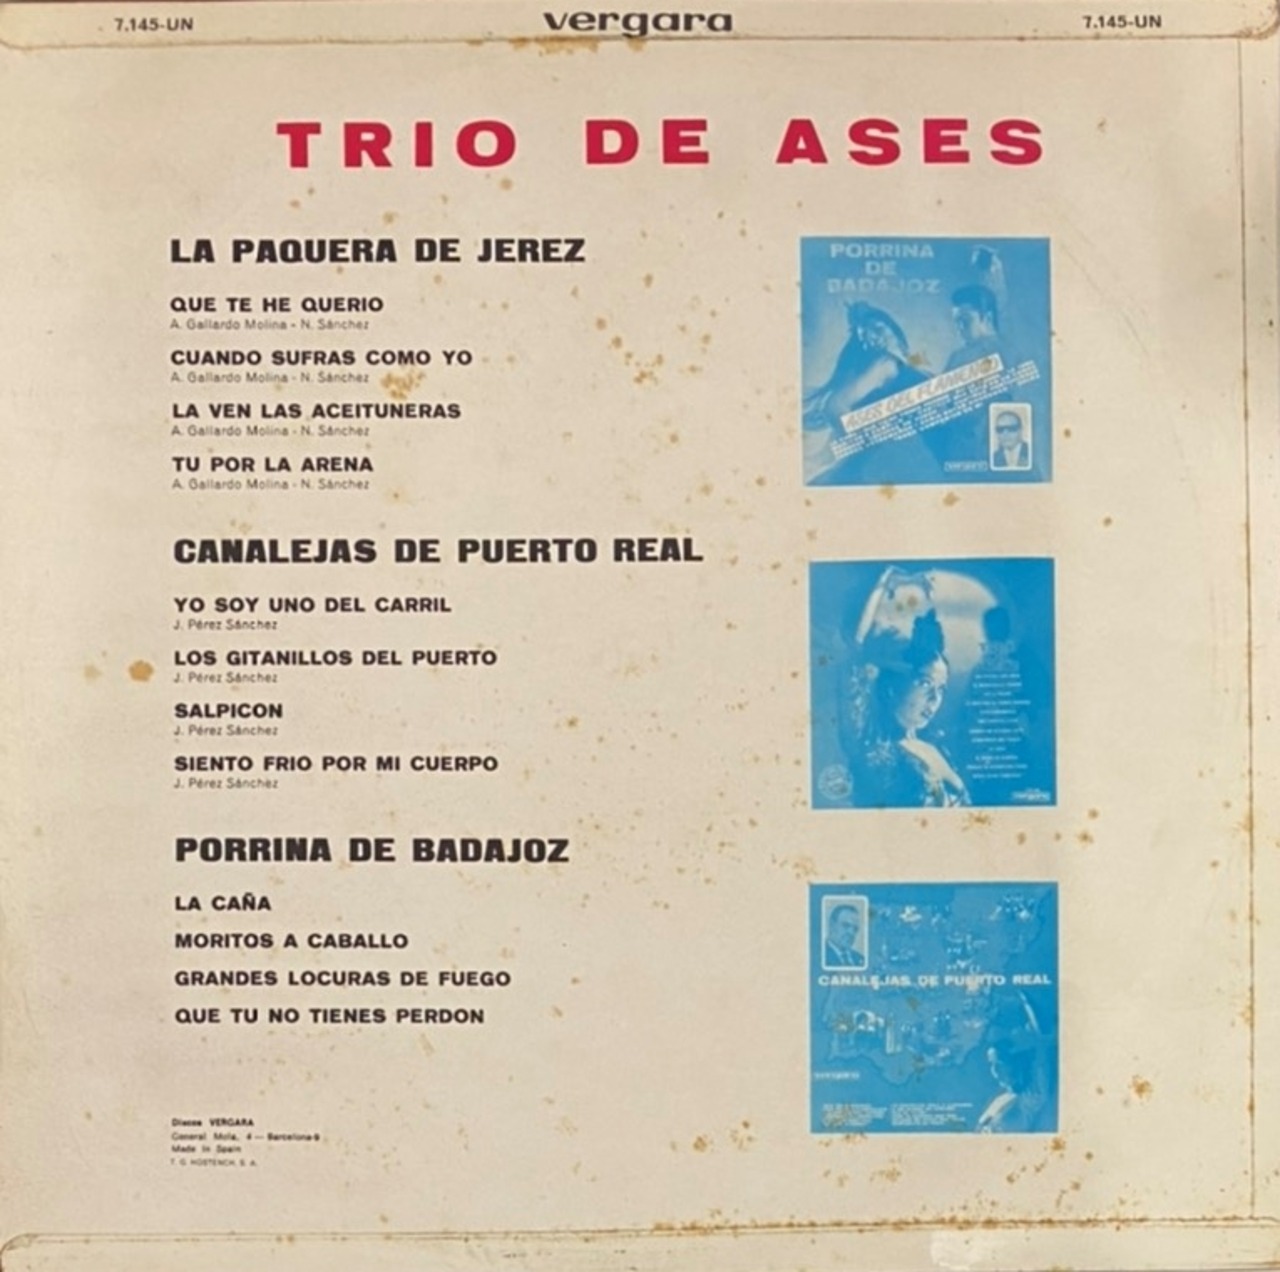 7.145-UN
vergara
7.145-UN
TRIO DE ASES
LA PAQUERA DE JEREZ
QUE TE HE QUERIO
A. Gallardo Molina - N. Sánchez
CUANDO SUFRAS COMO YO
A. Gallardo Molina - N. Sánchez
LA VEN LAS ACEITUNERAS
A. Gallardo Molina - N. Sánchez
TU POR LA ARENA
A. Gallardo Molina - N. Sánchez
CANALEJAS DE PUERTO REAL
YO SOY UNO DEL CARRIL
J. Pérez Sánchez
LOS GITANILLOS DEL PUERTO
J. Pérez Sánchez
SALPICON
J. Pérez Sánchez
SIENTO FRIO POR MI CUERPO
J. Pérez Sánchez
PORRINA DE BADAJOZ
LA CAÑA
MORITOS A CABALLO
GRANDES LOCURAS DE FUEGO
QUE TU NO TIENES PERDON
Discos VERGARA
General Mola, 4 — Barcelona-9
Made in Spain
T. G. HOSTENCH, S. A.
PORRINA
DE
BADAJOZ
ASES DEL FLAMENCO
CANALEJAS DE PUERTO REAL